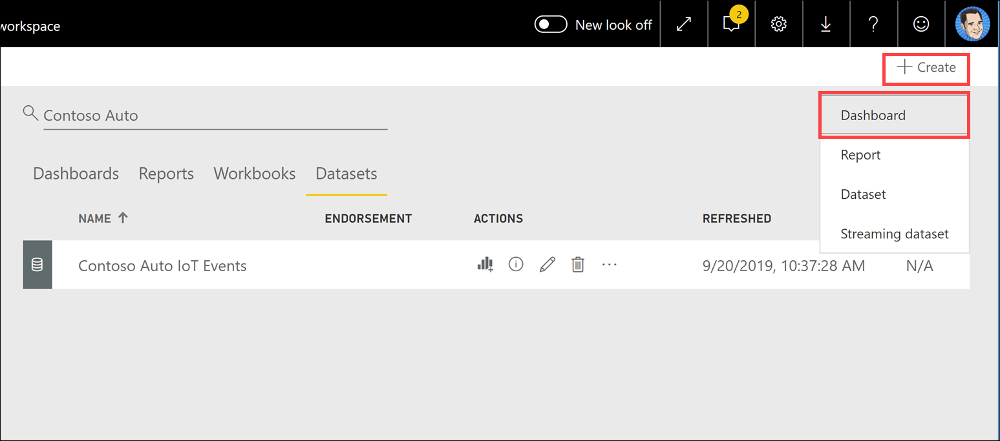 workspace
New look off
2
?
Create
Contoso Auto
Dashboard
Report
Dataset
Streaming dataset
Dashboards Reports Workbooks Datasets
NAME ENDORSEMENT ACTIONS REFRESHED
Contoso Auto IoT Events 9/20/2019, 10:37:28 AM N/A